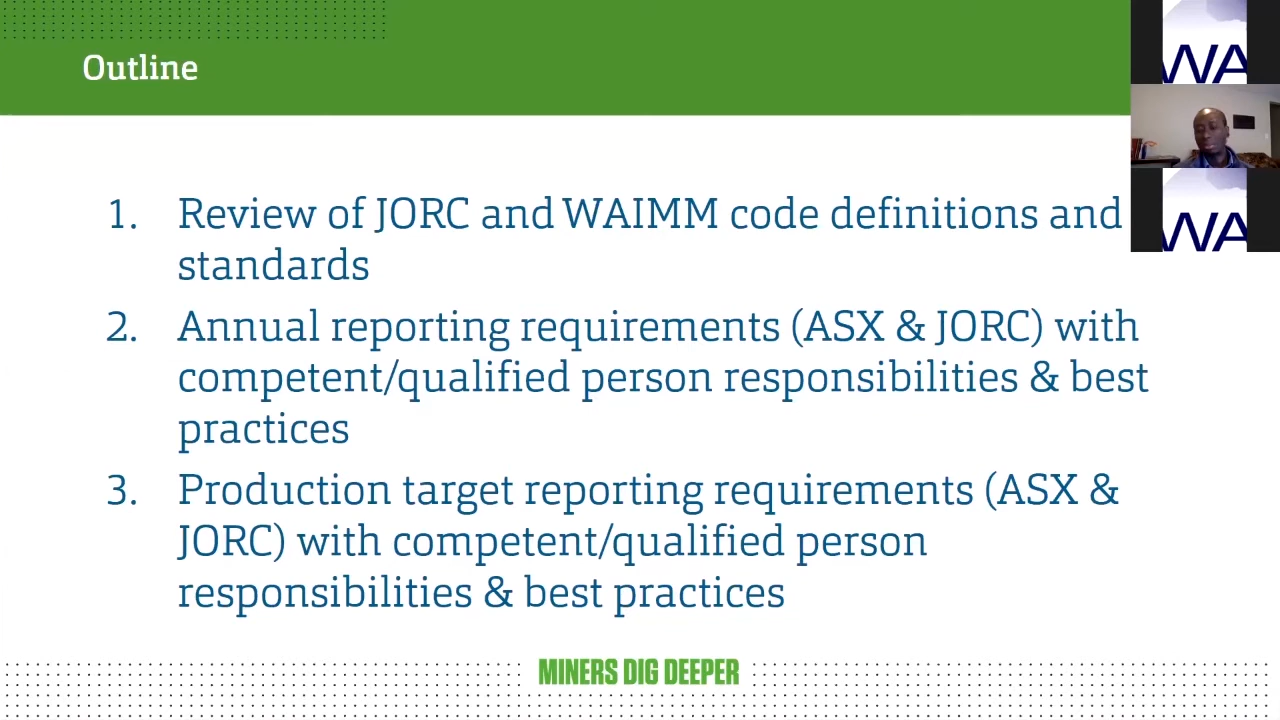 Outline
WA
1. Review of JORC and WAIMM code definitions and
standards
WA
2. Annual reporting requirements (ASX & JORC) with
competent/qualified person responsibilities & best
practices
3. Production target reporting requirements (ASX &
JORC) with competent/qualified person
responsibilities & best practices
MINERS DIG DEEPER